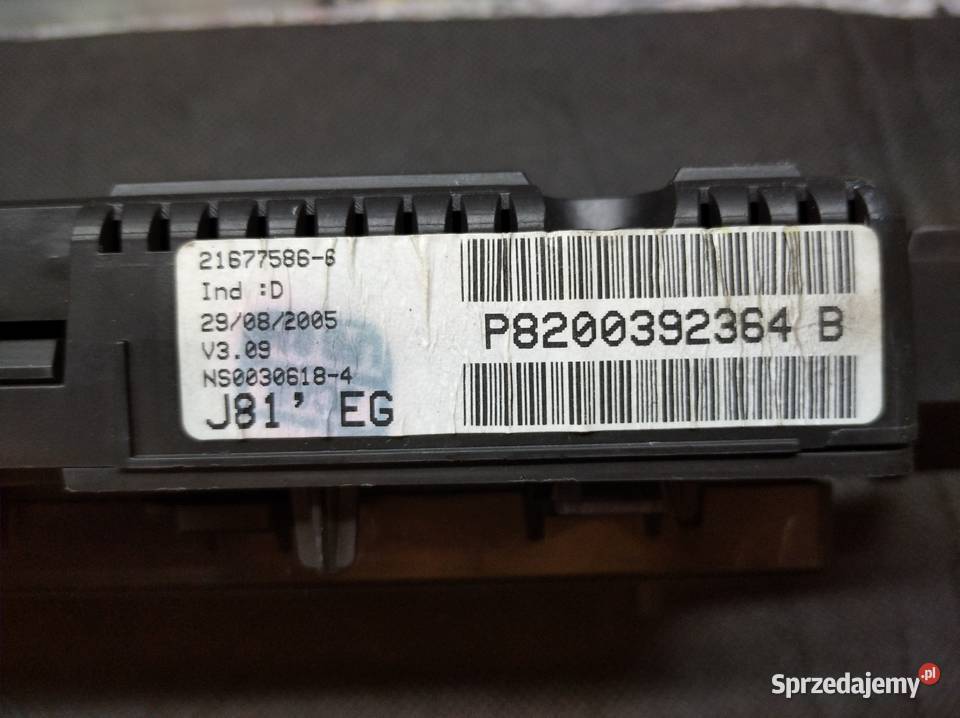 21677586-6
Ind :D
29/08/2005
V3.09
NS0030618-4
J81' EG
P8200392364 B
Sprzedajemy.pl